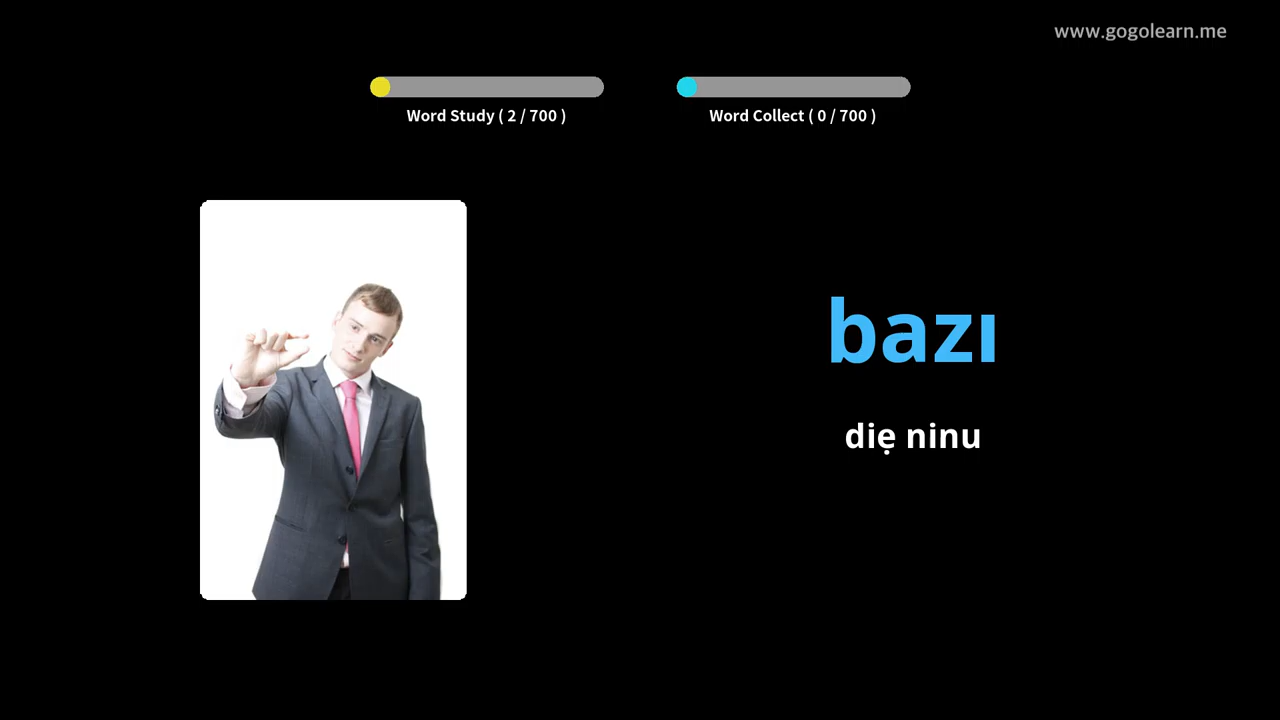 www.gogolearn.me
Word Study ( 2 / 700 )
Word Collect ( 0 / 700 )
bazı
diẹ ninu